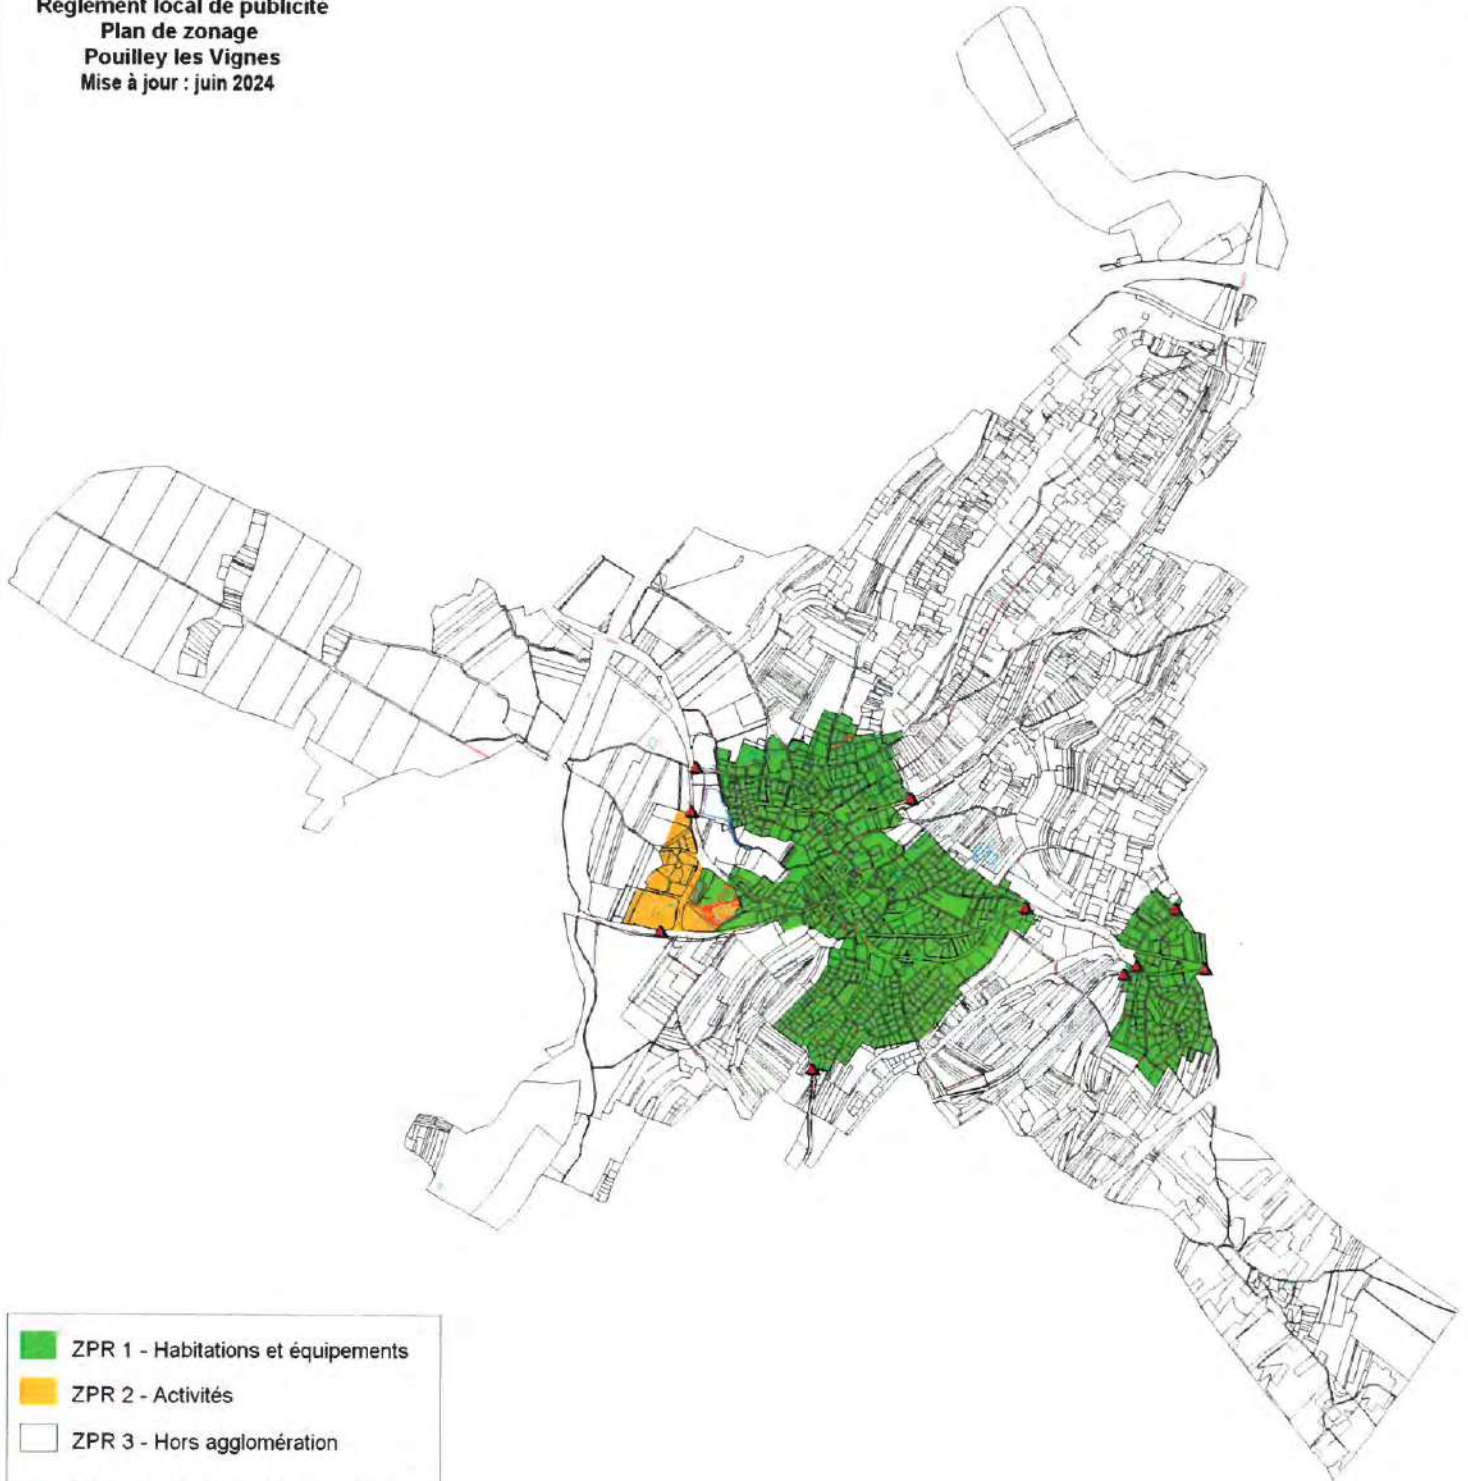 Règlement local de publicité
Plan de zonage
Pouilley les Vignes
Mise à jour : juin 2024
ZPR 1 - Habitations et équipements
ZPR 2 - Activités
ZPR 3 - Hors agglomération